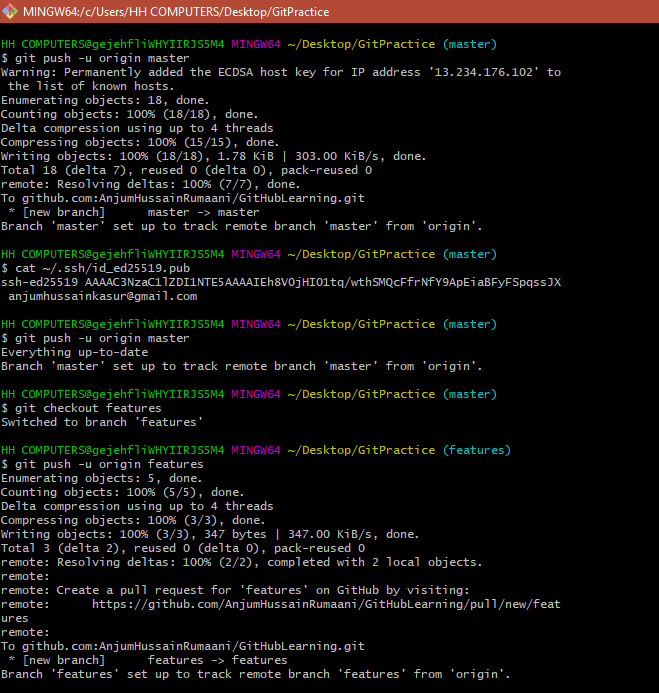 MINGW64:/c/Users/HH COMPUTERS/Desktop/GitPractice
HH COMPUTERS@gejehfliWHYIIRJS5M4 MINGW64 ~/Desktop/GitPractice (master)
$ git push -u origin master
Warning: Permanently added the ECDSA host key for IP address '13.234.176.102' to
 the list of known hosts.
Enumerating objects: 18, done.
Counting objects: 100% (18/18), done.
Delta compression using up to 4 threads
Compressing objects: 100% (15/15), done.
Writing objects: 100% (18/18), 1.78 KiB | 303.00 KiB/s, done.
Total 18 (delta 7), reused 0 (delta 0), pack-reused 0
remote: Resolving deltas: 100% (7/7), done.
To github.com:AnjumHussainRumaani/GitHubLearning.git
 * [new branch]      master -> master
Branch 'master' set up to track remote branch 'master' from 'origin'.
HH COMPUTERS@gejehfliWHYIIRJS5M4 MINGW64 ~/Desktop/GitPractice (master)
$ cat ~/.ssh/id_ed25519.pub
ssh-ed25519 AAAAC3NzaC1lZDI1NTE5AAAAIEh8VOjHIO1tq/wthSMQcFfrNfY9ApEiaBFyFSpqssJX
 anjumhussainkasur@gmail.com
HH COMPUTERS@gejehfliWHYIIRJS5M4 MINGW64 ~/Desktop/GitPractice (master)
$ git push -u origin master
Everything up-to-date
Branch 'master' set up to track remote branch 'master' from 'origin'.
HH COMPUTERS@gejehfliWHYIIRJS5M4 MINGW64 ~/Desktop/GitPractice (master)
$ git checkout features
Switched to branch 'features'
HH COMPUTERS@gejehfliWHYIIRJS5M4 MINGW64 ~/Desktop/GitPractice (features)
$ git push -u origin features
Enumerating objects: 5, done.
Counting objects: 100% (5/5), done.
Delta compression using up to 4 threads
Compressing objects: 100% (3/3), done.
Writing objects: 100% (3/3), 347 bytes | 347.00 KiB/s, done.
Total 3 (delta 2), reused 0 (delta 0), pack-reused 0
remote: Resolving deltas: 100% (2/2), completed with 2 local objects.
remote:
remote: Create a pull request for 'features' on GitHub by visiting:
remote:      https://github.com/AnjumHussainRumaani/GitHubLearning/pull/new/feat
ures
remote:
To github.com:AnjumHussainRumaani/GitHubLearning.git
 * [new branch]      features -> features
Branch 'features' set up to track remote branch 'features' from 'origin'.